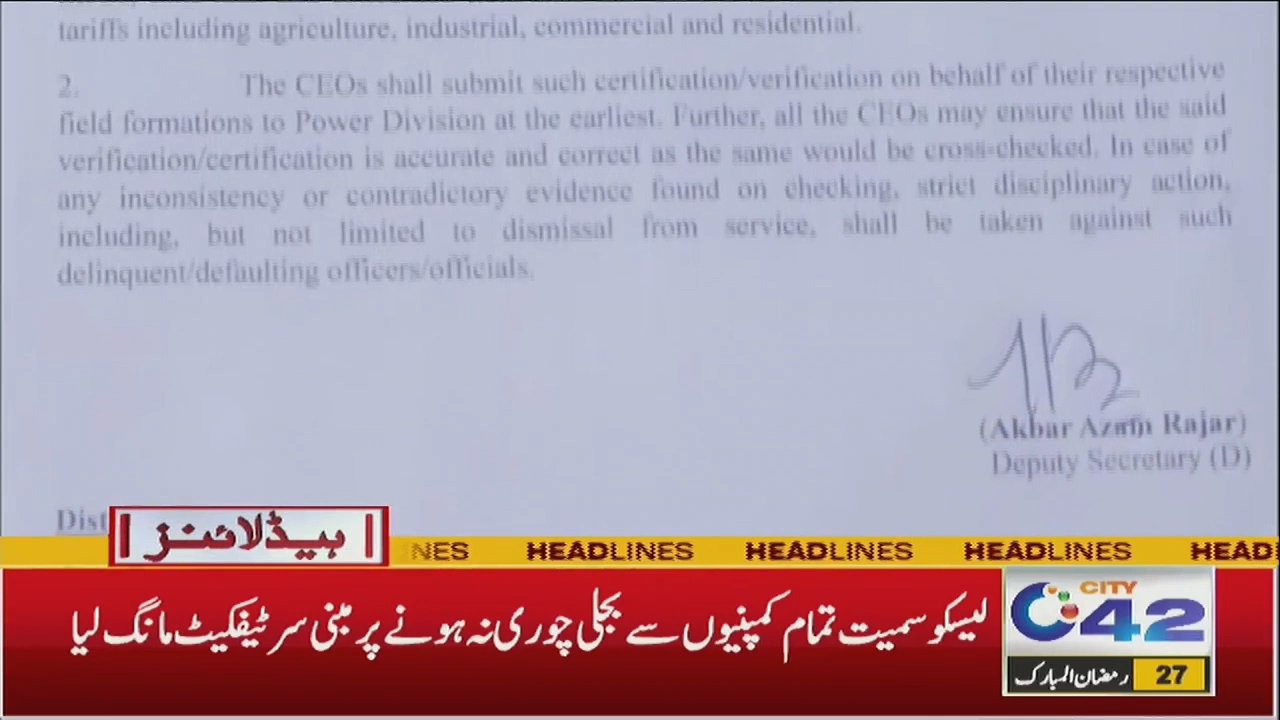 tariffs including agriculture, industrial, commercial and residential.
2. The CEOs shall submit such certification/verification on behalf of their respective
field formations to Power Division at the earliest. Further, all the CEOs may ensure that the said
verification/certification is accurate and correct as the same would be cross-checked. In case of
any inconsistency or contradictory evidence found on checking, strict disciplinary action,
including, but not limited to dismissal from service, shall be taken against such
delinquent/defaulting officers/officials.
(Akbar Azam Rajar)
Deputy Secretary (D)
Dist
ہیڈلائنز
NES HEADLINES HEADLINES HEADLINES HEAD
لیسکو سمیت تمام کمپنیوں سے بجلی چوری نہ ہونے پر مبنی سرٹیفکیٹ مانگ لیا
CITY
42
27 رمضان المبارک